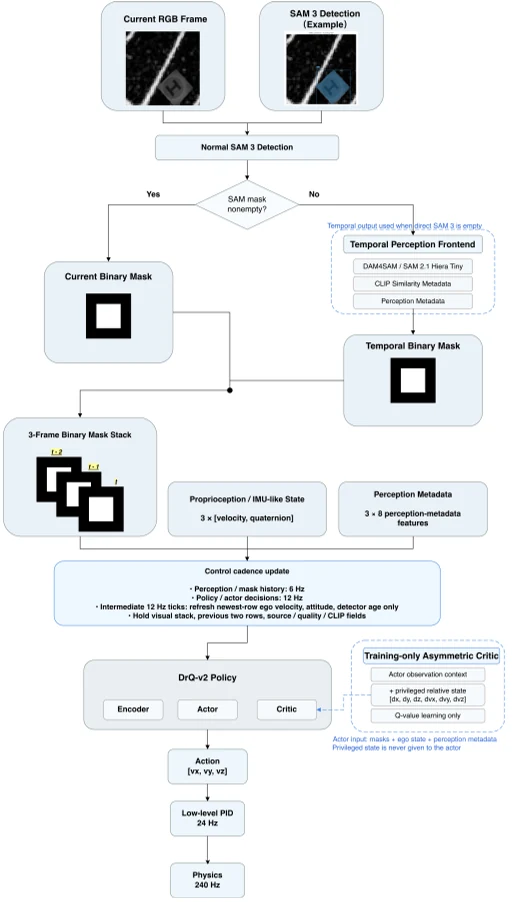 Current RGB Frame
SAM 3 Detection
(Example)
H
H
Normal SAM 3 Detection
Yes
SAM mask
nonempty?
No
Temporal output used when direct SAM 3 is empty
Temporal Perception Frontend
DAM4SAM / SAM 2.1 Hiera Tiny
CLIP Similarity Metadata
Perception Metadata
Current Binary Mask
Temporal Binary Mask
3-Frame Binary Mask Stack
t - 2
t - 1
t
Proprioception / IMU-like State
3 × [velocity, quaternion]
Perception Metadata
3 × 8 perception-metadata
features
Control cadence update
• Perception / mask history: 6 Hz
• Policy / actor decisions: 12 Hz
• Intermediate 12 Hz ticks: refresh newest-row ego velocity, attitude, detector age only
• Hold visual stack, previous two rows, source / quality / CLIP fields
DrQ-v2 Policy
Encoder
Actor
Critic
Training-only Asymmetric Critic
Actor observation context
+ privileged relative state
[dx, dy, dz, dvx, dvy, dvz]
Q-value learning only
Actor input: masks + ego state + perception metadata
Privileged state is never given to the actor
Action
[vx, vy, vz]
Low-level PID
24 Hz
Physics
240 Hz